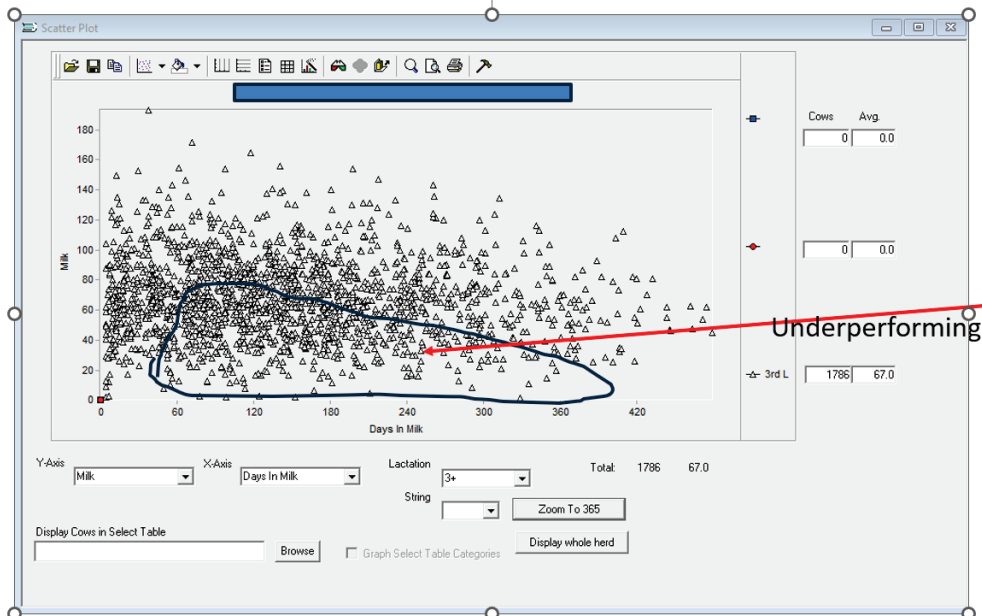 Scatter Plot
Cows Avg.
0 0.0
0 0.0
3rd L 1786 67.0
Underperforming
Milk
180
160
140
120
100
80
60
40
20
0
0 60 120 180 240 300 360 420
Days In Milk
Y-Axis Milk X-Axis Days In Milk Lactation 3+ Total: 1786 67.0
String Zoom To 365
Display Cows in Select Table Display whole herd
Browse Graph Select Table Categories